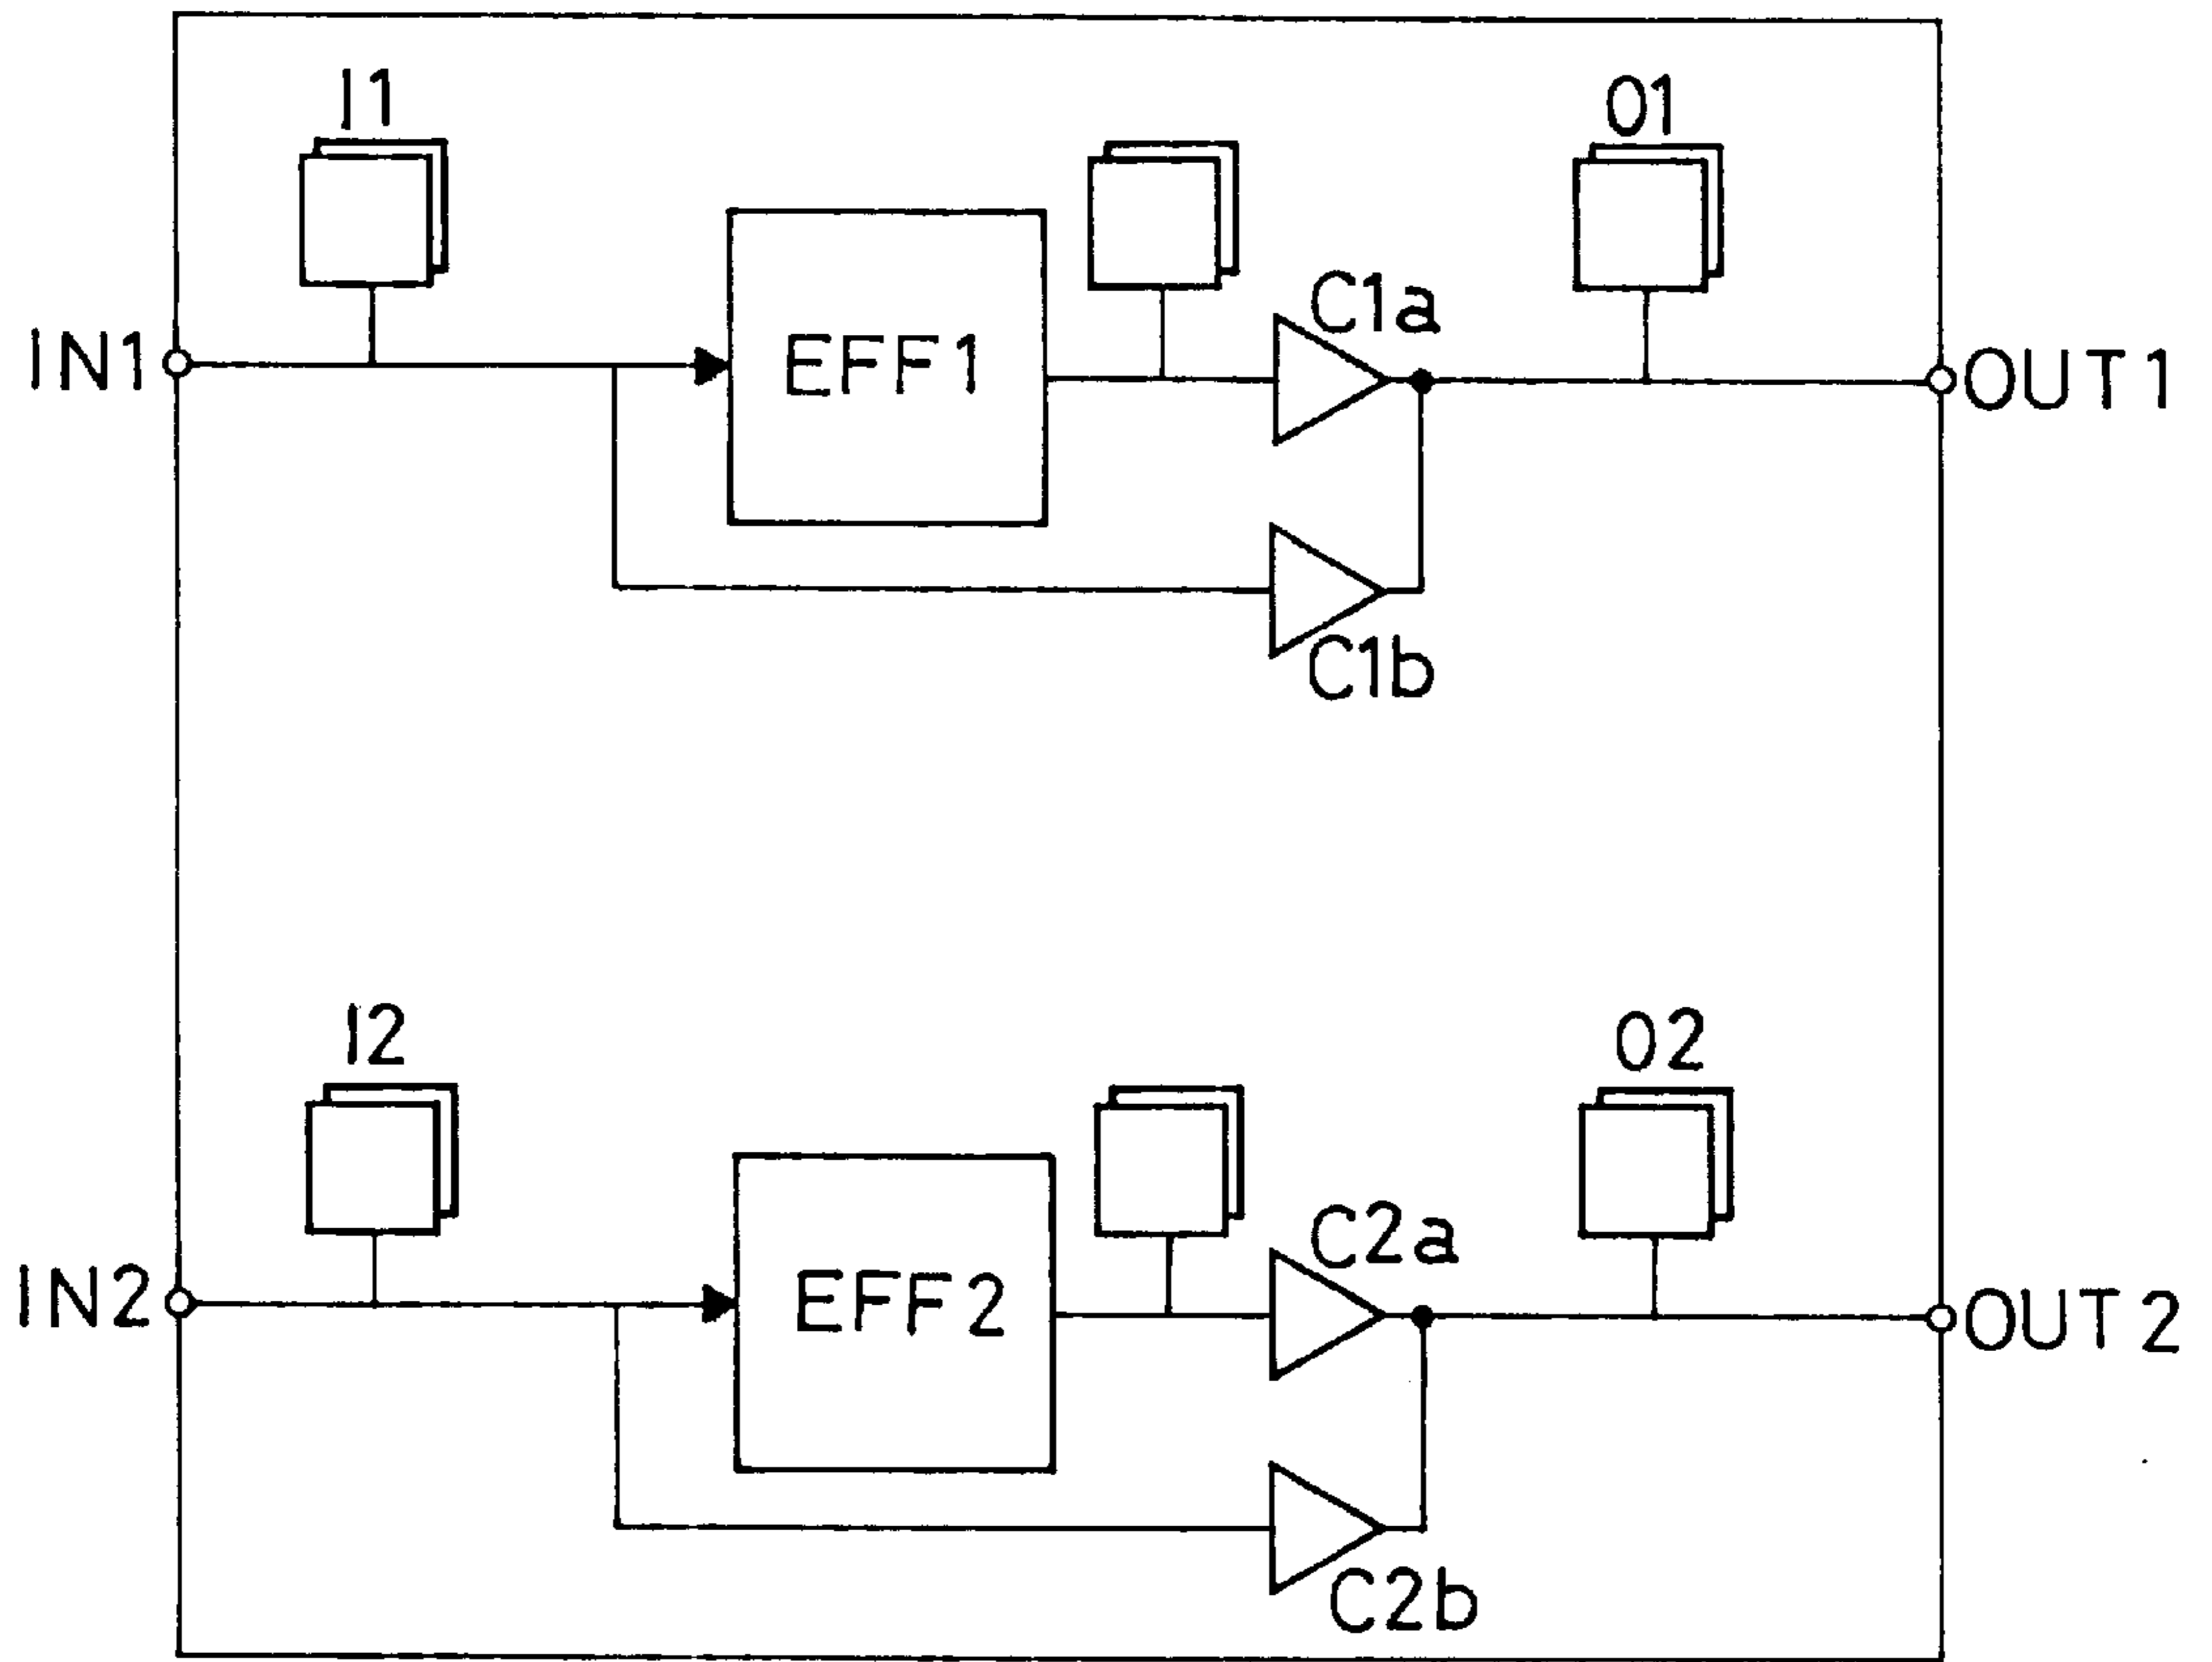 I1
O1
C1a
IN1
EFF1
OUT1
C1b
I2
O2
C2a
IN2
EFF2
OUT2
C2b